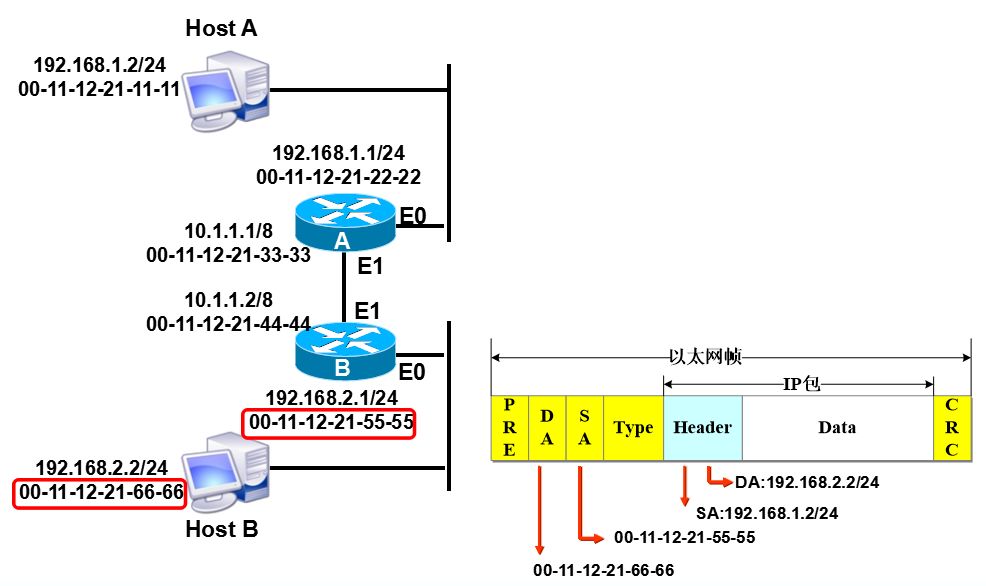 Host A
192.168.1.2/24
00-11-12-21-11-11
192.168.1.1/24
00-11-12-21-22-22
E0
A
10.1.1.1/8
00-11-12-21-33-33
E1
10.1.1.2/8
E1
00-11-12-21-44-44
B
E0
192.168.2.1/24
00-11-12-21-55-55
192.168.2.2/24
00-11-12-21-66-66
Host B
以太网帧
IP包
PRE
DA
SA
Type
Header
Data
CRC
DA:192.168.2.2/24
SA:192.168.1.2/24
00-11-12-21-55-55
00-11-12-21-66-66